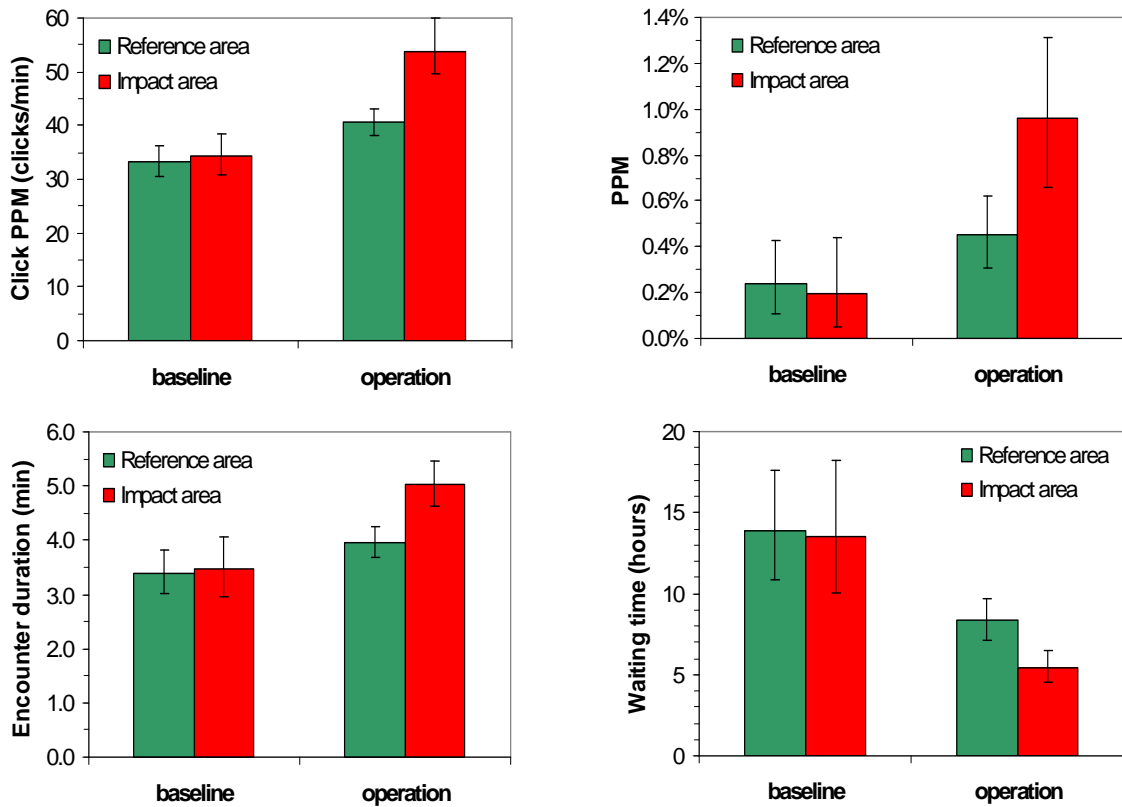 Click PPM (clicks/min)
60
50
40
30
20
10
0
Reference area
Impact area
baseline
operation
PPM
1.4%
1.2%
1.0%
0.8%
0.6%
0.4%
0.2%
0.0%
Reference area
Impact area
baseline
operation
Encounter duration (min)
6.0
5.0
4.0
3.0
2.0
1.0
0.0
Reference area
Impact area
baseline
operation
Waiting time (hours)
20
15
10
5
0
Reference area
Impact area
baseline
operation